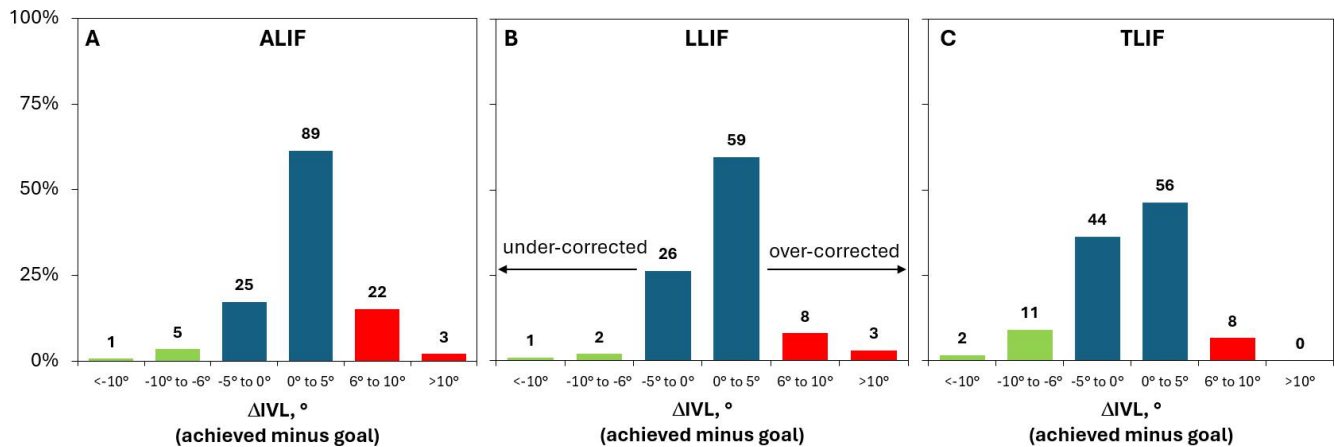 100%
75%
50%
25%
0%
A
ALIF
1
5
25
89
22
3
<-10°
-10° to -6°
-5° to 0°
0° to 5°
6° to 10°
>10°
ΔIVL, °
(achieved minus goal)
B
LLIF
under-corrected
over-corrected
1
2
26
59
8
3
<-10°
-10° to -6°
-5° to 0°
0° to 5°
6° to 10°
>10°
ΔIVL, °
(achieved minus goal)
C
TLIF
2
11
44
56
8
0
<-10°
-10° to -6°
-5° to 0°
0° to 5°
6° to 10°
>10°
ΔIVL, °
(achieved minus goal)